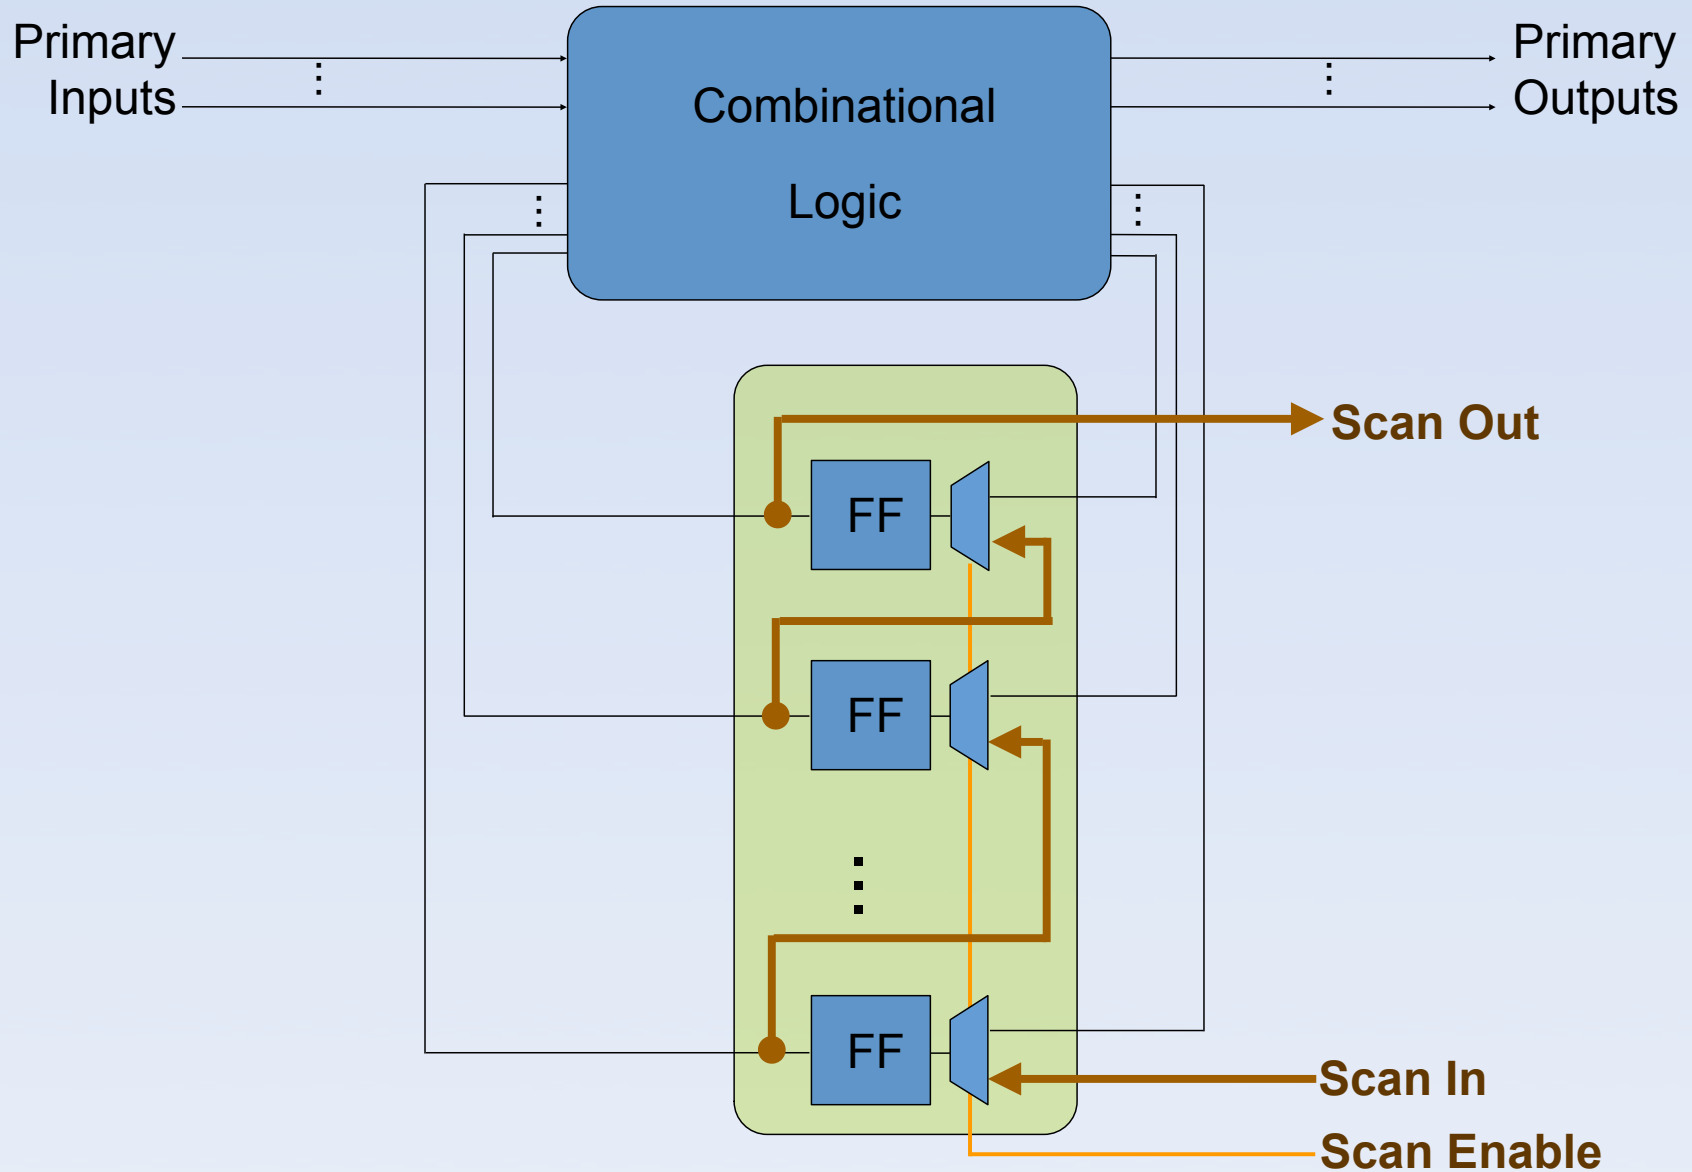 Primary
Inputs
Combinational
Logic
Primary
Outputs
Scan Out
FF
FF
FF
Scan In
Scan Enable